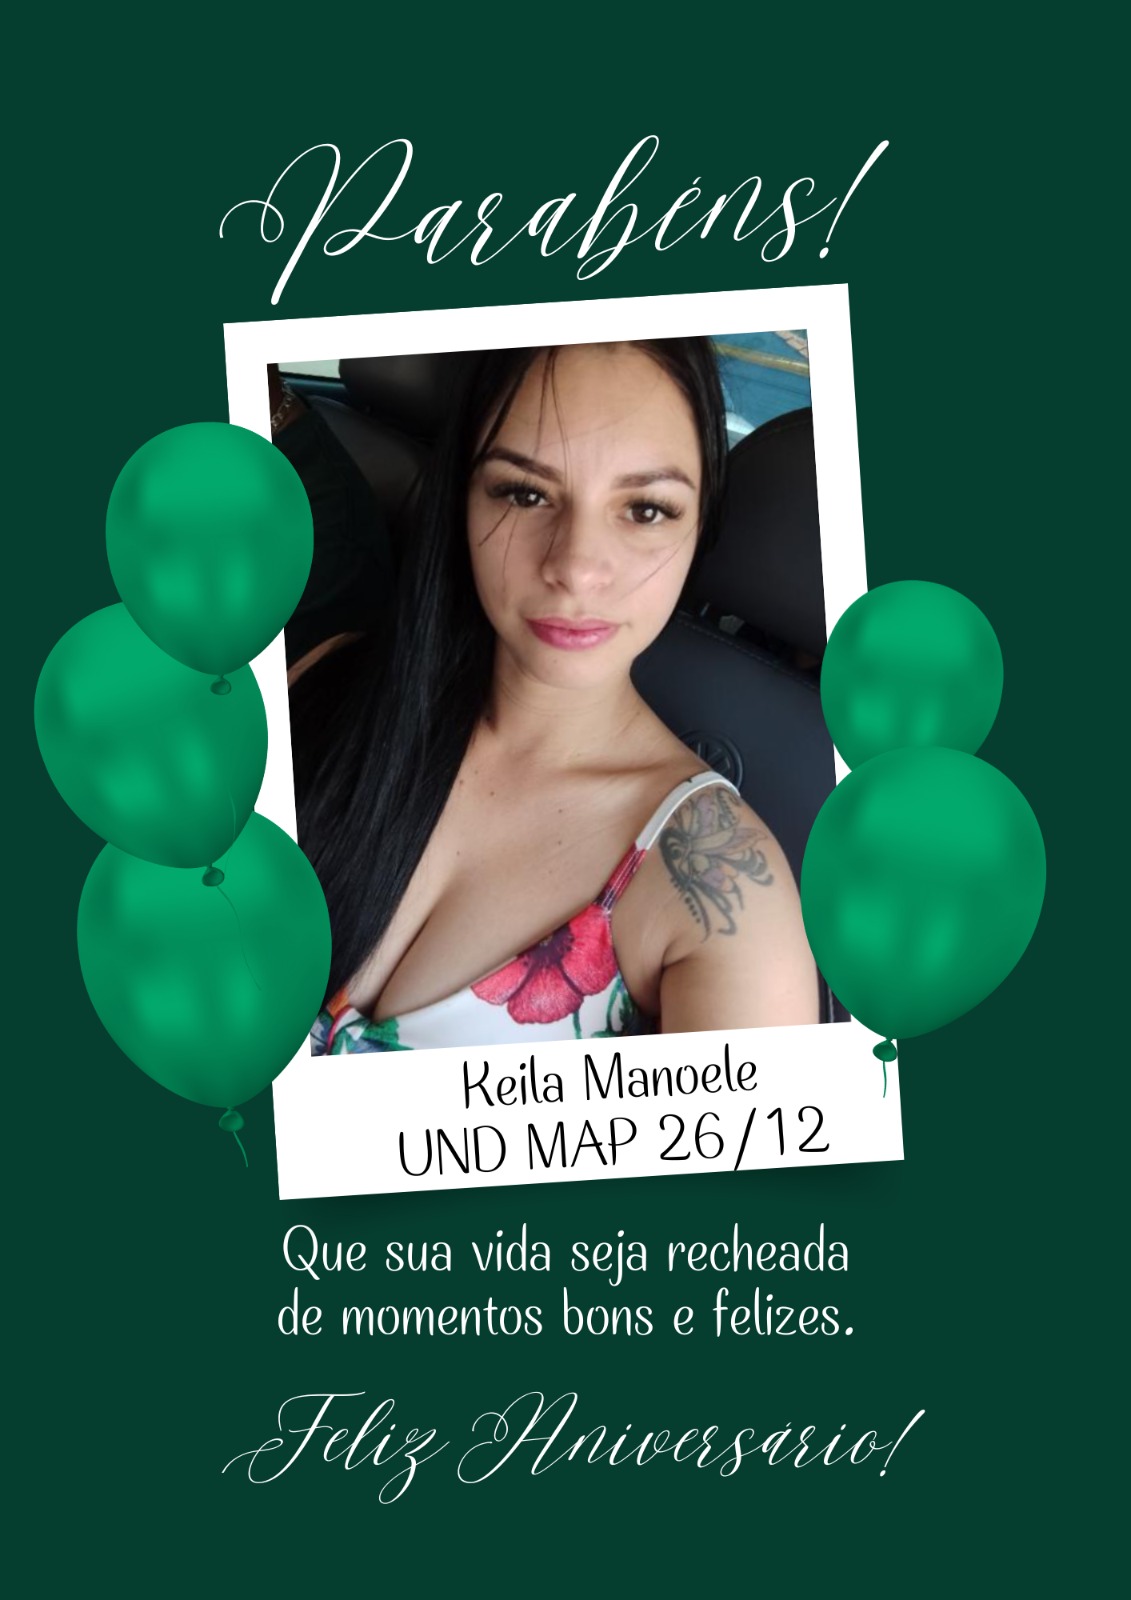 Parabéns!
Keila Manoele
UND MAP 26/12
Que sua vida seja recheada
de momentos bons e felizes.
Feliz Aniversário!